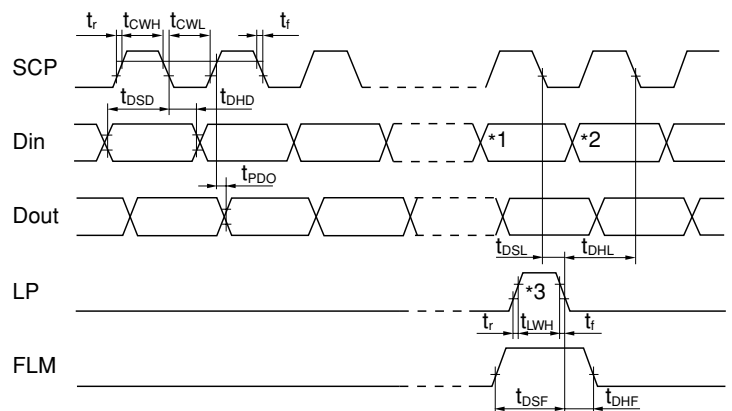 tr tCWH tCWL tf
SCP
tDSD tDHD
Din *1 *2
tPDO
Dout
tDSL tDHL
LP *3
tr tLWH tf
FLM
tDSF tDHF